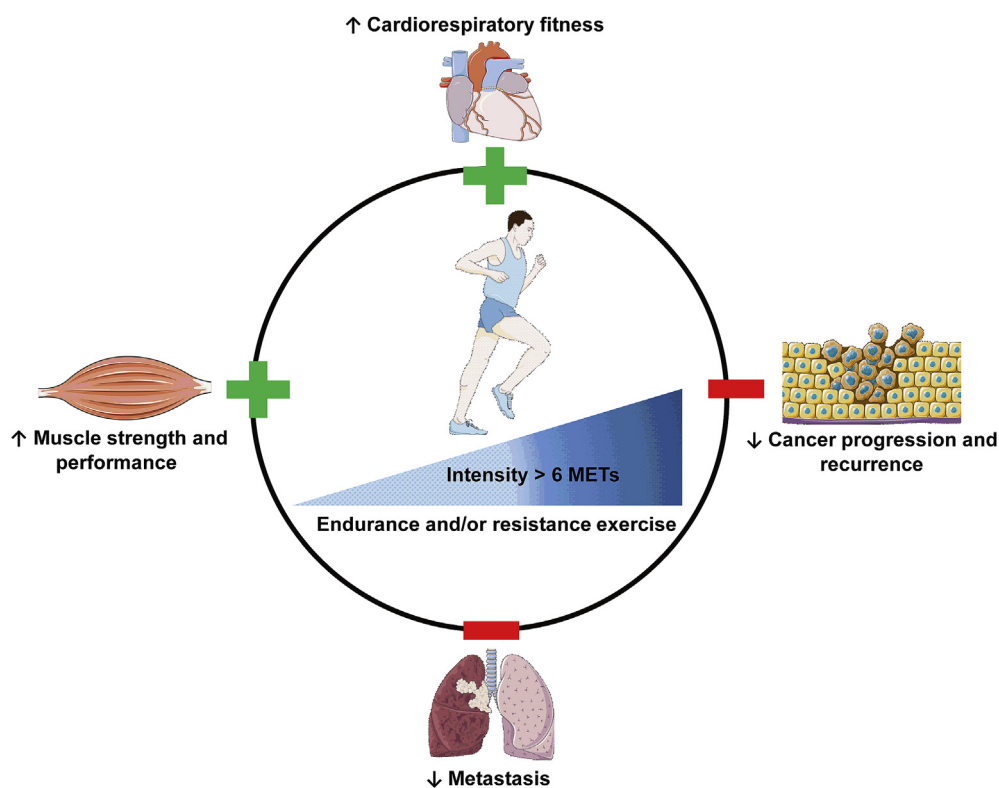 ↑ Cardiorespiratory fitness
↑ Muscle strength and
performance
↓ Cancer progression and
recurrence
Intensity > 6 METs
Endurance and/or resistance exercise
↓ Metastasis